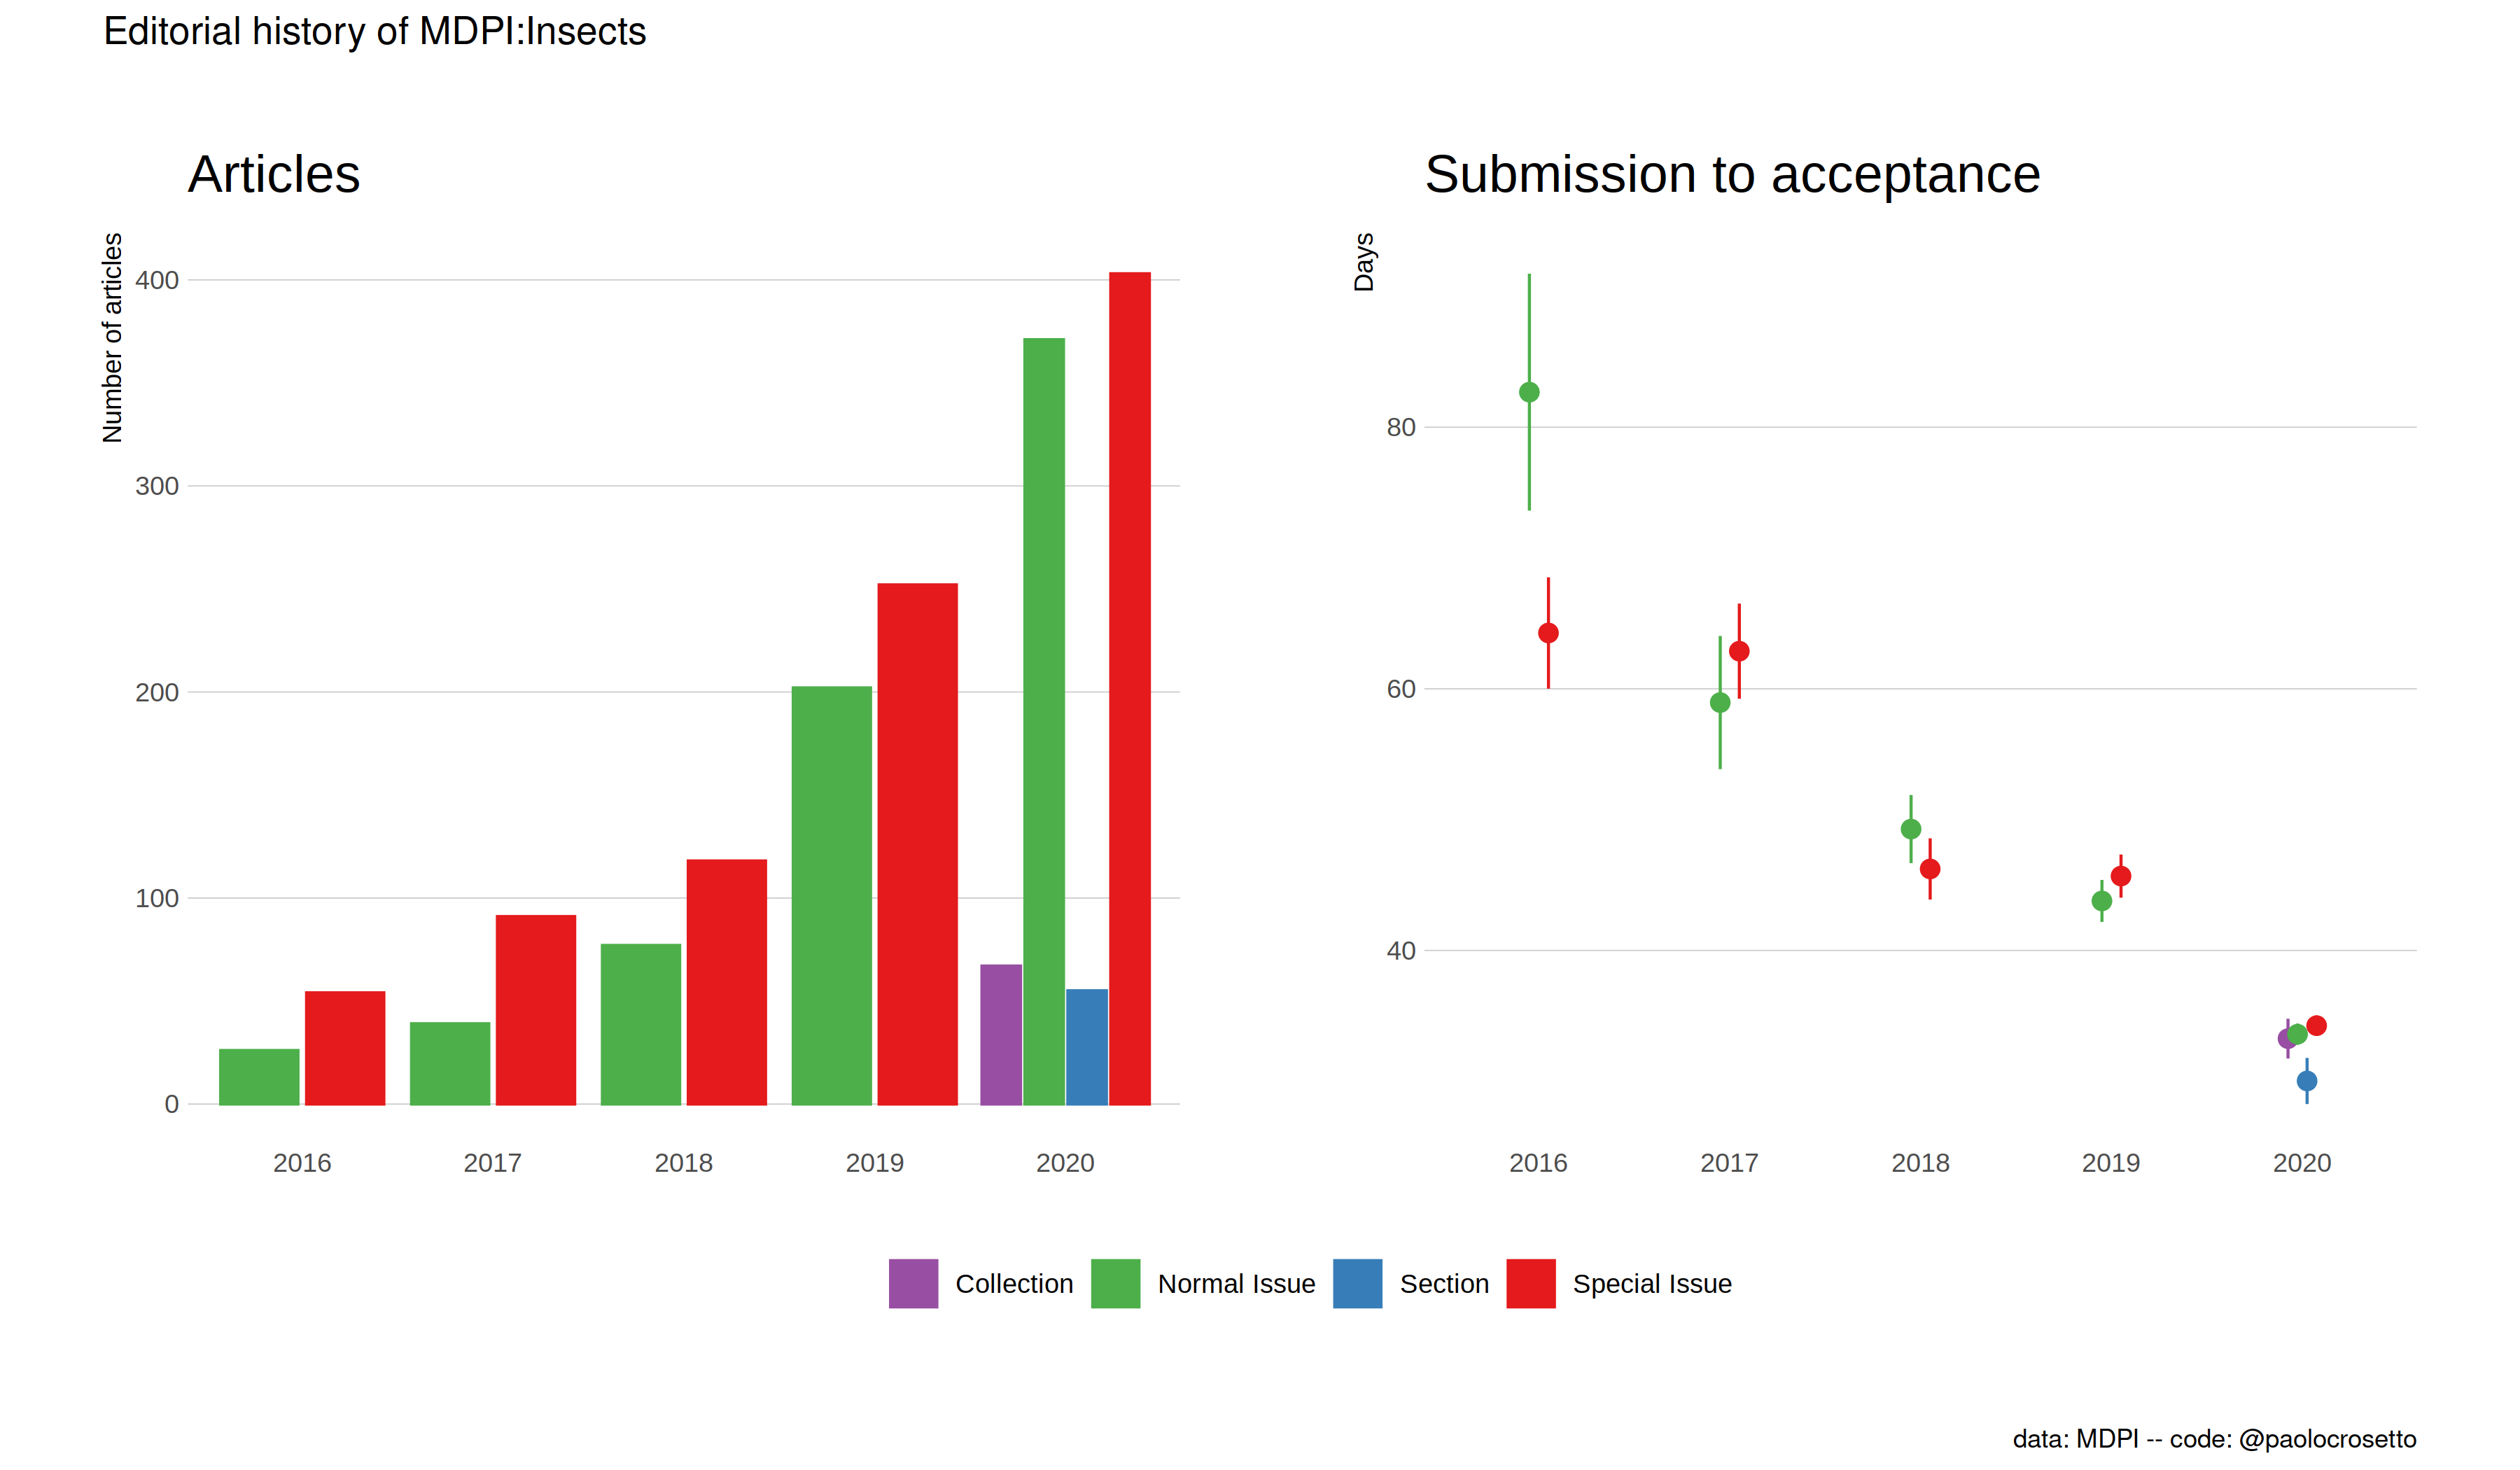 Editorial history of MDPI:Insects
Articles
Number of articles
400
300
200
100
0
2016 2017 2018 2019 2020
Submission to acceptance
Days
80
60
40
2016 2017 2018 2019 2020
Collection Normal Issue Section Special Issue
data: MDPI -- code: @paolocrosetto